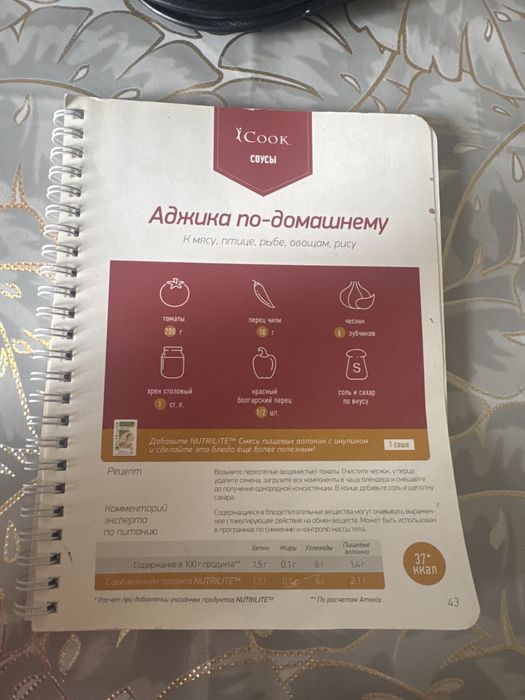 iCook
СОУСЫ
Аджика по-домашнему
К мясу, птице, рыбе, овощам, рису
томаты
200 г
перец чили
10 г
чеснок
6 зубчиков
хрен столовый
1 ст. л.
красный
болгарский перец
1/2 шт.
S
соль и сахар
по вкусу
Добавьте NUTRILITE™ Смесь пищевых волокон с инулином
и сделайте это блюдо еще более полезным!
1 саше
Рецепт
Возьмите переспелые (водянистые) томаты. Очистите чеснок, у перца
удалите семена, загрузите все компоненты в чашу блендера и смешайте
до получения однородной консистенции. В конце добавьте соль и щепотку
сахара.
Комментарий
эксперта
по питанию
Содержащиеся в блюде питательные вещества могут оказывать выражен-
ное стимулирующее действие на обмен веществ. Может быть использован
в программах по снижению и контролю массы тела.
Белки Жиры Углеводы Пищевые
волокна
Содержание в 100 г продукта** 1,5 г 0,1 г 6 г 1,4 г
С добавлением продукта NUTRILITE™ 1,5 г 0,1 г 6 г 2,1 г
37*
ккал
* Расчет при добавлении указанных продуктов NUTRILITE™.
** По расчетам Amway.
43